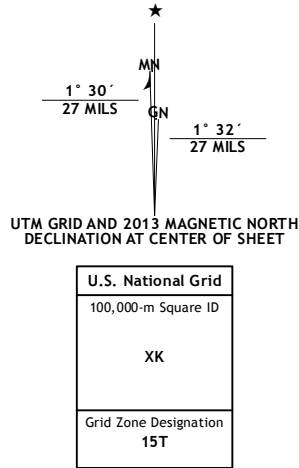 MN
1° 30´
27 MILS
GN
1° 32´
27 MILS
UTM GRID AND 2013 MAGNETIC NORTH
DECLINATION AT CENTER OF SHEET
U.S. National Grid
100,000-m Square ID
XK
Grid Zone Designation
15T